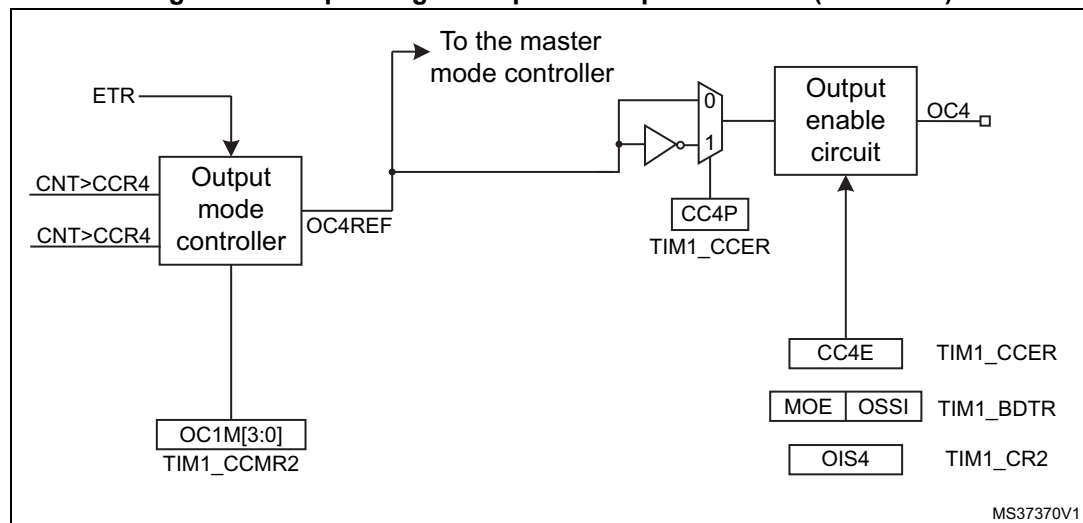 To the master
mode controller
ETR
0
Output
enable
circuit
OC4
1
CNT>CCR4
Output
mode
controller
CNT>CCR4
OC4REF
CC4P
TIM1_CCER
CC4E
TIM1_CCER
MOE
OSSI
TIM1_BDTR
OC1M[3:0]
TIM1_CCMR2
OIS4
TIM1_CR2
MS37370V1